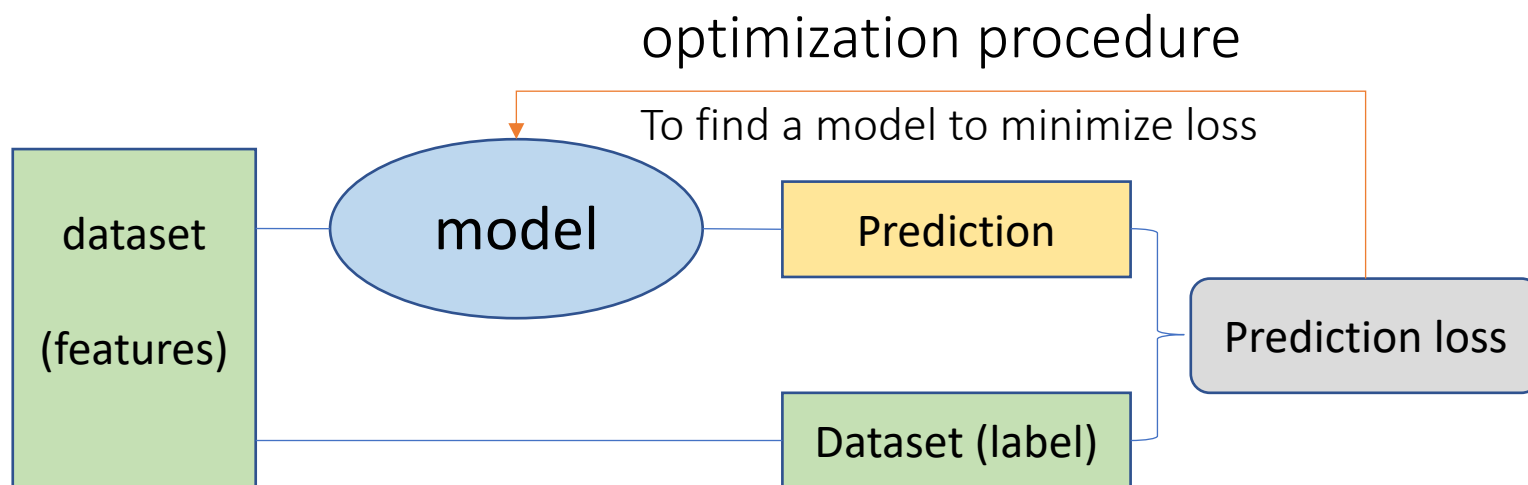 optimization procedure
To find a model to minimize loss
dataset
(features)
model
Prediction
Dataset (label)
Prediction loss